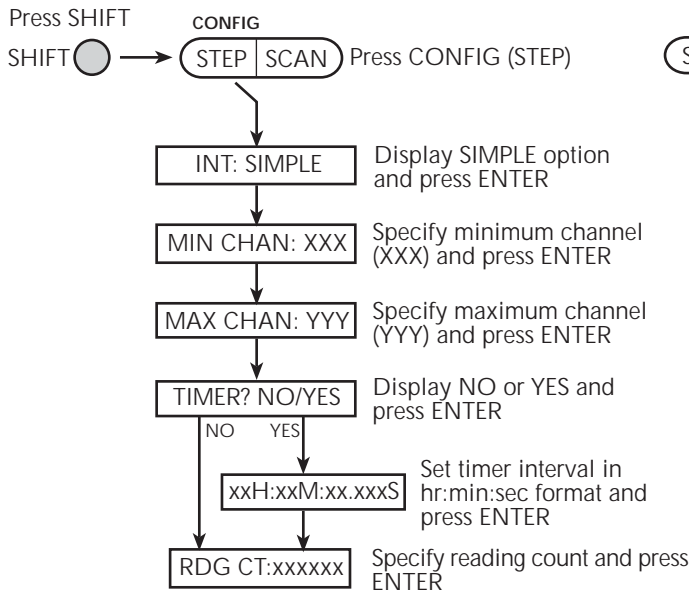 Press SHIFT
CONFIG
SHIFT
STEP SCAN
Press CONFIG (STEP)
S
INT: SIMPLE
Display SIMPLE option
and press ENTER
MIN CHAN: XXX
Specify minimum channel
(XXX) and press ENTER
MAX CHAN: YYY
Specify maximum channel
(YYY) and press ENTER
TIMER? NO/YES
Display NO or YES and
press ENTER
NO YES
xxH:xxM:xx.xxxS
Set timer interval in
hr:min:sec format and
press ENTER
RDG CT:xxxxxx
Specify reading count and press
ENTER